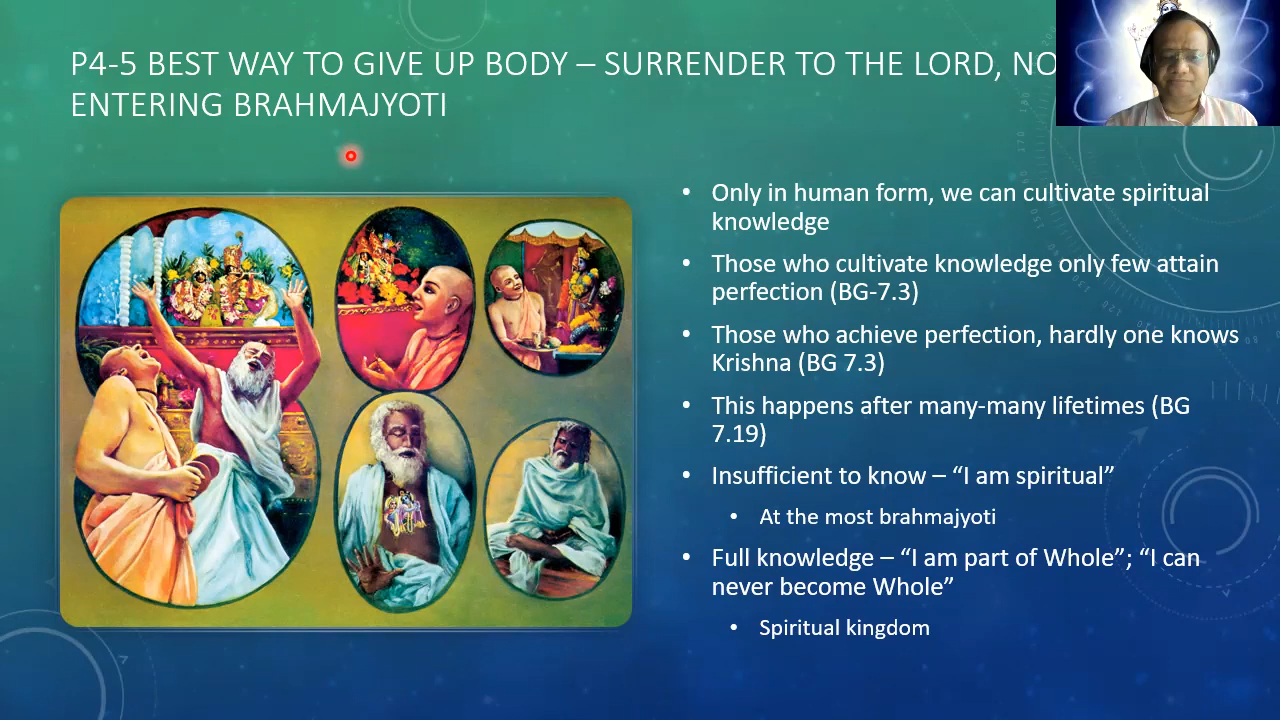 P4-5 BEST WAY TO GIVE UP BODY – SURRENDER TO THE LORD, NO
ENTERING BRAHMAJYOTI
• Only in human form, we can cultivate spiritual
knowledge
• Those who cultivate knowledge only few attain
perfection (BG-7.3)
• Those who achieve perfection, hardly one knows
Krishna (BG 7.3)
• This happens after many-many lifetimes (BG
7.19)
• Insufficient to know – “I am spiritual”
• At the most brahmajyoti
• Full knowledge – “I am part of Whole”; “I can
never become Whole”
• Spiritual kingdom